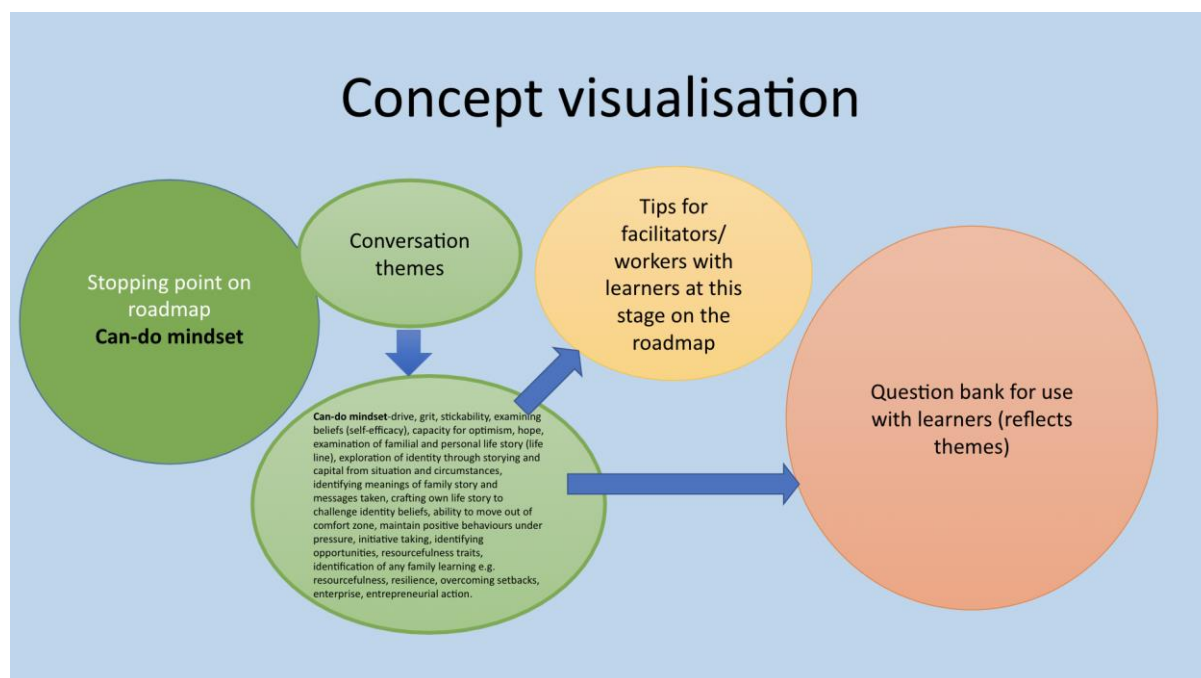 Concept visualisation
Stopping point on
roadmap
Can-do mindset
Conversation
themes
Can-do mindset-drive, grit, stickability, examining
beliefs (self-efficacy), capacity for optimism, hope,
examination of familial and personal life story (life
line), exploration of identity through storying and
capital from situation and circumstances,
identifying meanings of family story and
messages taken, crafting own life story to
challenge identity beliefs, ability to move out of
comfort zone, maintain positive behaviours under
pressure, initiative taking, identifying
opportunities, resourcefulness traits,
identification of any family learning e.g.
resourcefulness, resilience, overcoming setbacks,
enterprise, entrepreneurial action.
Tips for
facilitators/
workers with
learners at this
stage on the
roadmap
Question bank for use
with learners (reflects
themes)